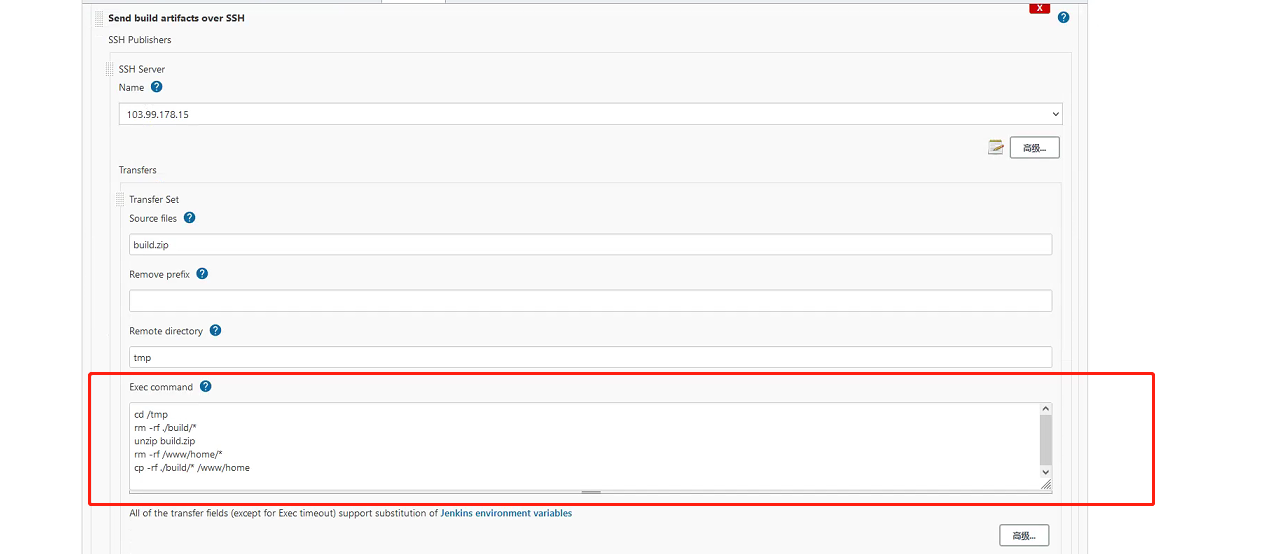 Send build artifacts over SSH
X
?
SSH Publishers
SSH Server
Name ?
103.99.178.15
高级...
Transfers
Transfer Set
Source files ?
build.zip
Remove prefix ?
Remote directory ?
tmp
Exec command ?
cd /tmp
rm -rf ./build/*
unzip build.zip
rm -rf /www/home/*
cp -rf ./build/* /www/home
All of the transfer fields (except for Exec timeout) support substitution of Jenkins environment variables
高级...